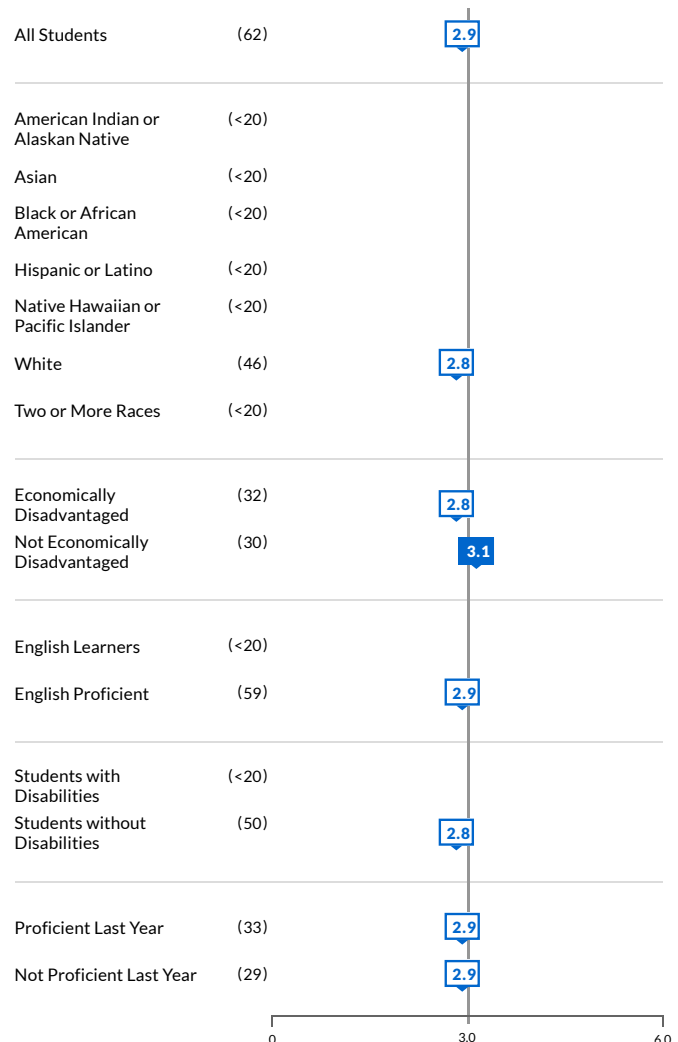 All Students (62) 2.9
American Indian or (<20)
Alaskan Native
Asian (<20)
Black or African (<20)
American
Hispanic or Latino (<20)
Native Hawaiian or (<20)
Pacific Islander
White (46) 2.8
Two or More Races (<20)
Economically (32) 2.8
Disadvantaged
Not Economically (30) 3.1
Disadvantaged
English Learners (<20)
English Proficient (59) 2.9
Students with (<20)
Disabilities
Students without (50) 2.8
Disabilities
Proficient Last Year (33) 2.9
Not Proficient Last Year (29) 2.9
0 3.0 6.0